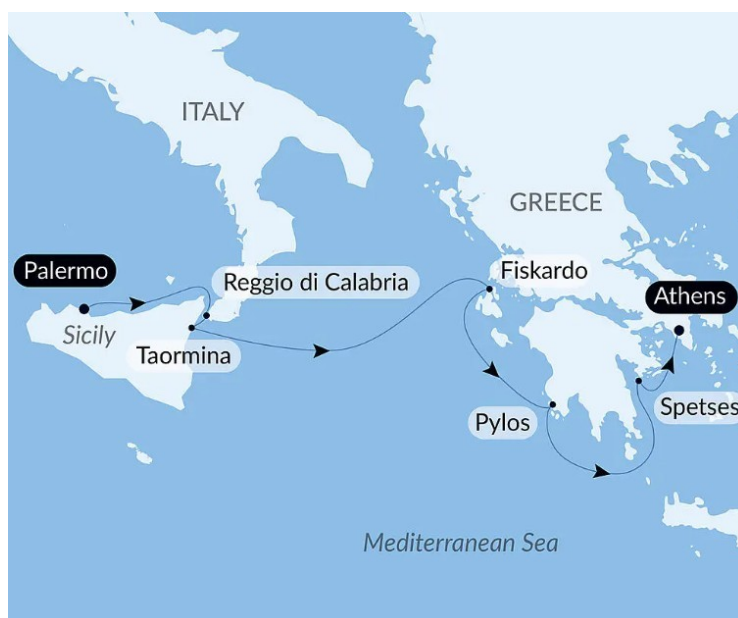 ITALY
GREECE
Palermo
Reggio di Calabria
Fiskardo
Athens
Sicily
Taormina
Pylos
Spetses
Mediterranean Sea